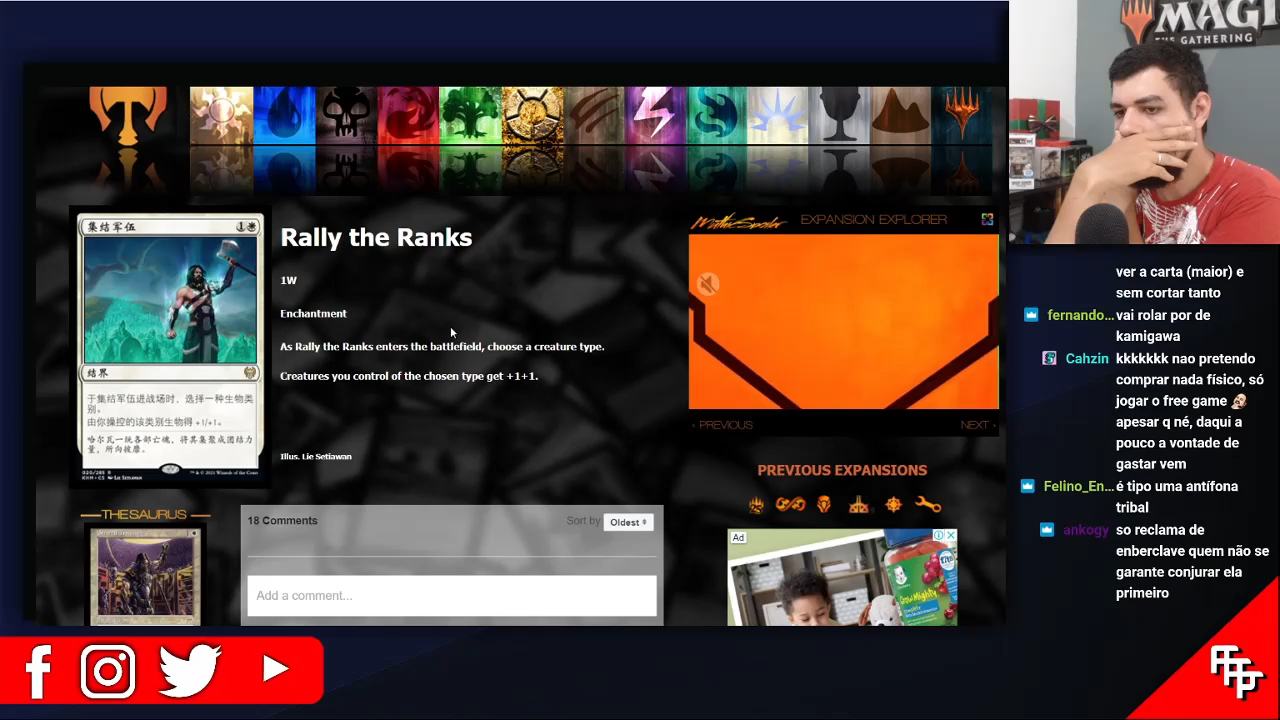 MAGI
THE GATHERING
集结军伍
结界
于集结军伍进战场时，选择一种生物类
别。
由你操控的该类别生物得+1/+1。
Rally the Ranks
1W
Enchantment
As Rally the Ranks enters the battlefield, choose a creature type.
Creatures you control of the chosen type get +1+1.
Illus. Lie Setiawan
MythicSpoiler
EXPANSION EXPLORER
‹ PREVIOUS
NEXT ›
PREVIOUS EXPANSIONS
THESAURUS
18 Comments
Sort by
Oldest
Add a comment...
Ad
ver a carta (maior) e
sem cortar tanto
fernando... vai rolar por de
kamigawa
Cahzin kkkkkkk nao pretendo
comprar nada físico, só
jogar o free game
apesar q né, daqui a
pouco a vontade de
gastar vem
Felino_En... é tipo uma antífona
tribal
ankogy so reclama de
enberclave quem não se
garante conjurar ela
primeiro